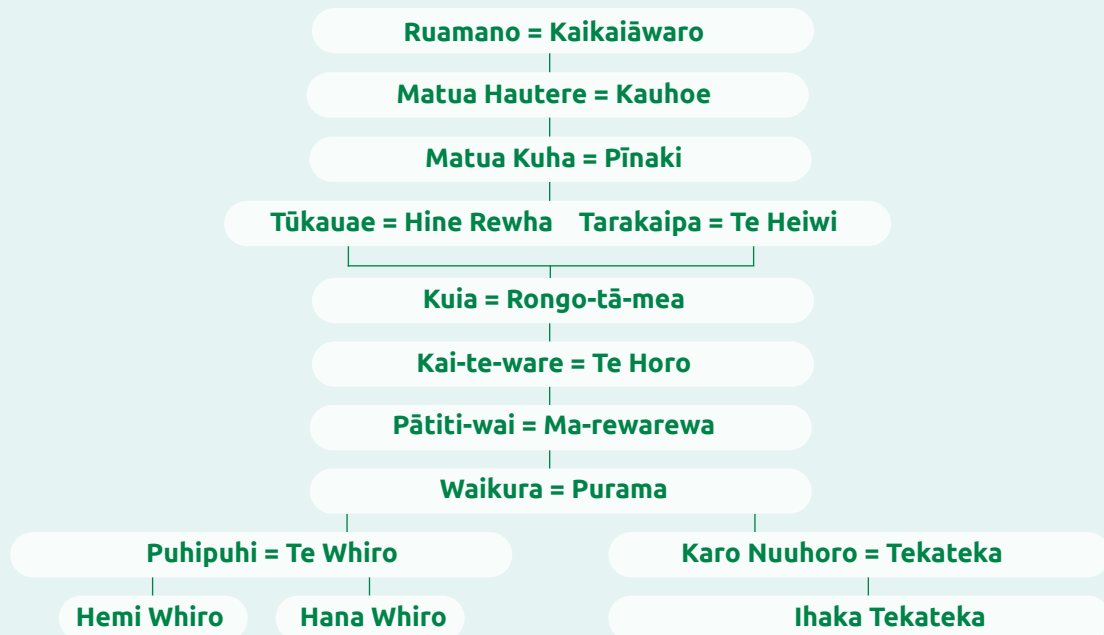 Ruamano = Kaikaiāwaro
Matua Hautere = Kauhoe
Matua Kuha = Pīnaki
Tūkauae = Hine Rewha Tarakaipa = Te Heiwi
Kuia = Rongo-tā-mea
Kai-te-ware = Te Horo
Pātiti-wai = Ma-rewarewa
Waikura = Purama
Puhipuhi = Te Whiro Karo Nuuhoro = Tekateka
Hemi Whiro Hana Whiro Ihaka Tekateka